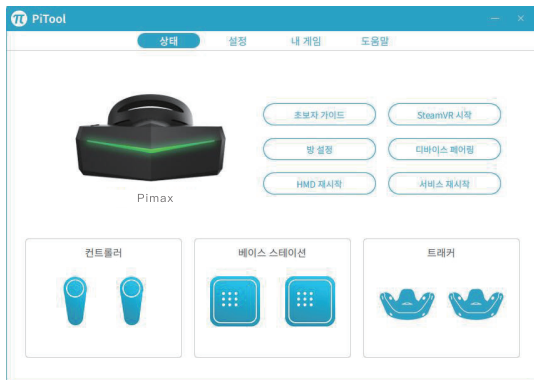 PiTool
상태 설정 내 게임 도움말
초보자 가이드 SteamVR 시작
방 설정 디바이스 페어링
HMD 재시작 서비스 재시작
Pimax
컨트롤러 베이스 스테이션 트래커